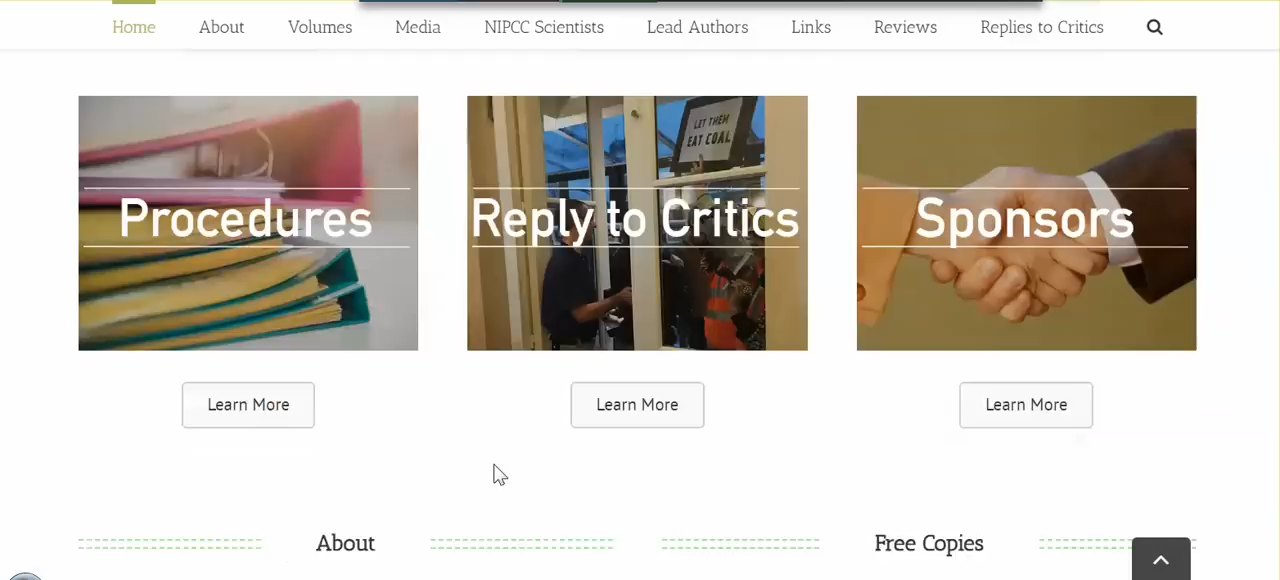 Home About Volumes Media NIPCC Scientists Lead Authors Links Reviews Replies to Critics
LET THEM
EAT COAL
Procedures Reply to Critics Sponsors
Learn More Learn More Learn More
About Free Copies